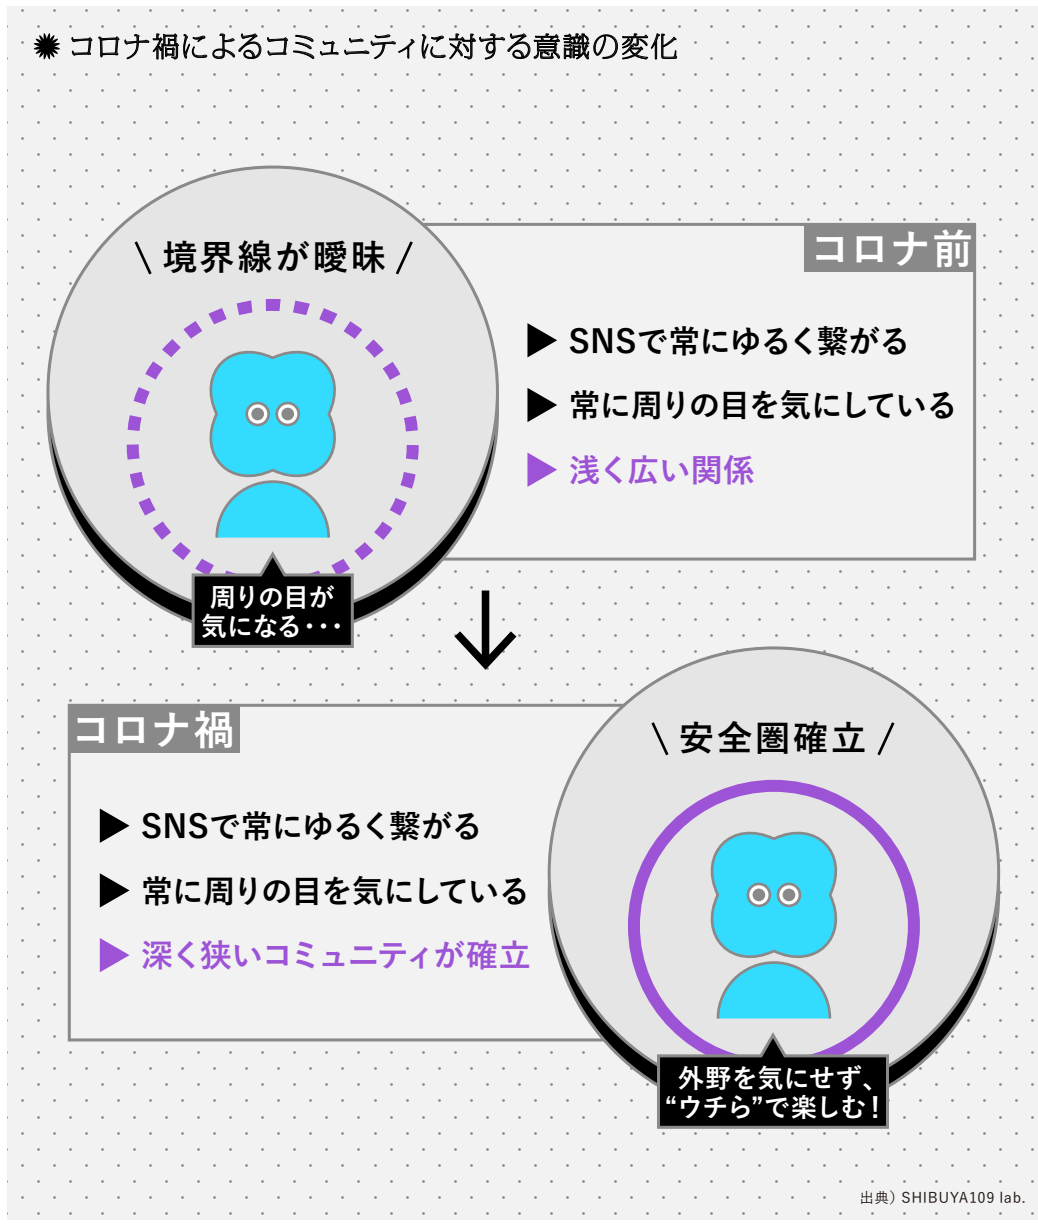 コロナ禍によるコミュニティに対する意識の変化
\ 境界線が曖昧 /
コロナ前
▶ SNSで常にゆるく繋がる
▶ 常に周りの目を気にしている
▶ 浅く広い関係
周りの目が
気になる・・・
コロナ禍
\ 安全圏確立 /
▶ SNSで常にゆるく繋がる
▶ 常に周りの目を気にしている
▶ 深く狭いコミュニティが確立
外野を気にせず、
“ウチら”で楽しむ！
出典）SHIBUYA109 lab.